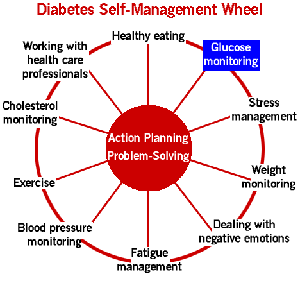 Diabetes Self-Management Wheel
Healthy eating
Glucose
monitoring
Stress
management
Weight
monitoring
Dealing with
negative emotions
Fatigue
management
Blood pressure
monitoring
Exercise
Cholesterol
monitoring
Working with
health care
professionals
Action Planning
Problem-Solving